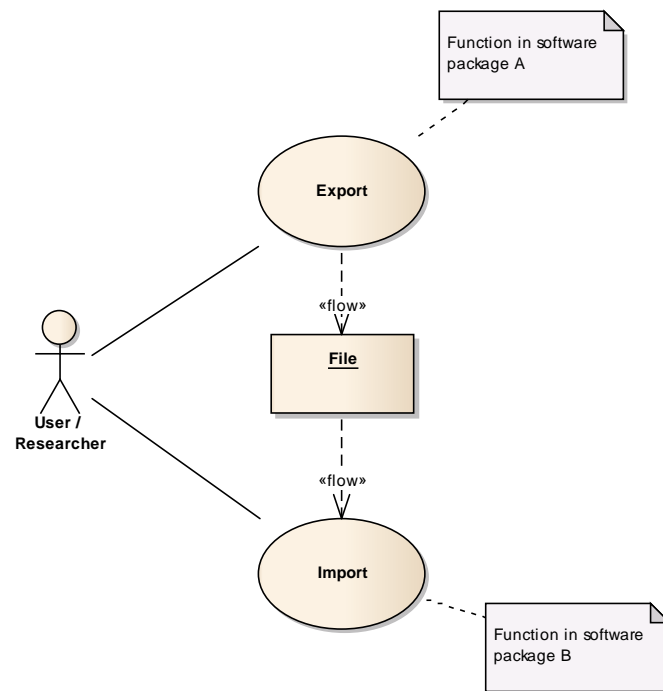 Function in software
package A
Export
«flow»
File
User /
Researcher
«flow»
Import
Function in software
package B